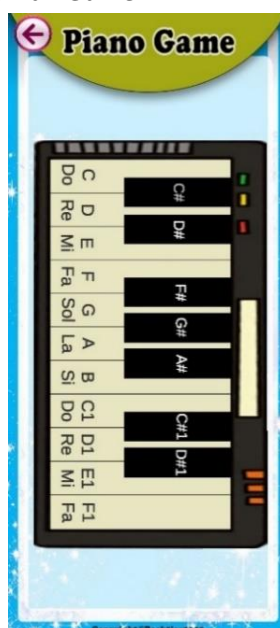 Piano Game
C# D# F# G# A# C#1 D#1
C D E F G A B C1 D1 E1 F1
Do Re Mi Fa Sol La Si Do Re Mi Fa